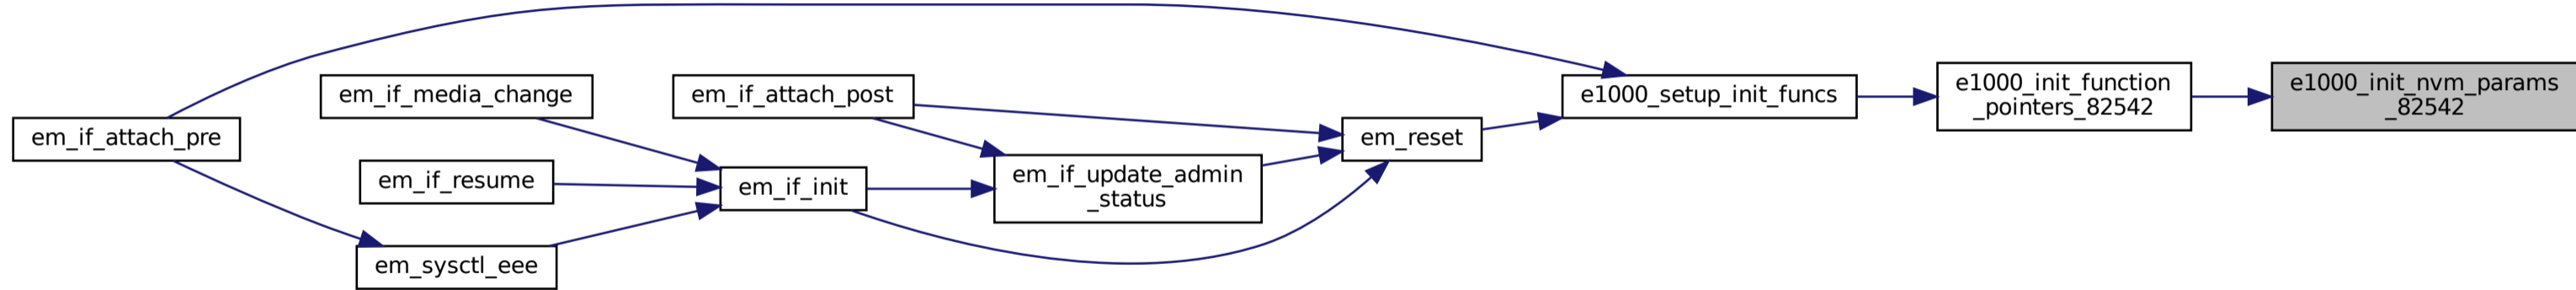 em_if_attach_pre
em_if_media_change
em_if_resume
em_sysctl_eee
em_if_attach_post
em_if_init
em_if_update_admin
_status
em_reset
e1000_setup_init_funcs
e1000_init_function
_pointers_82542
e1000_init_nvm_params
_82542